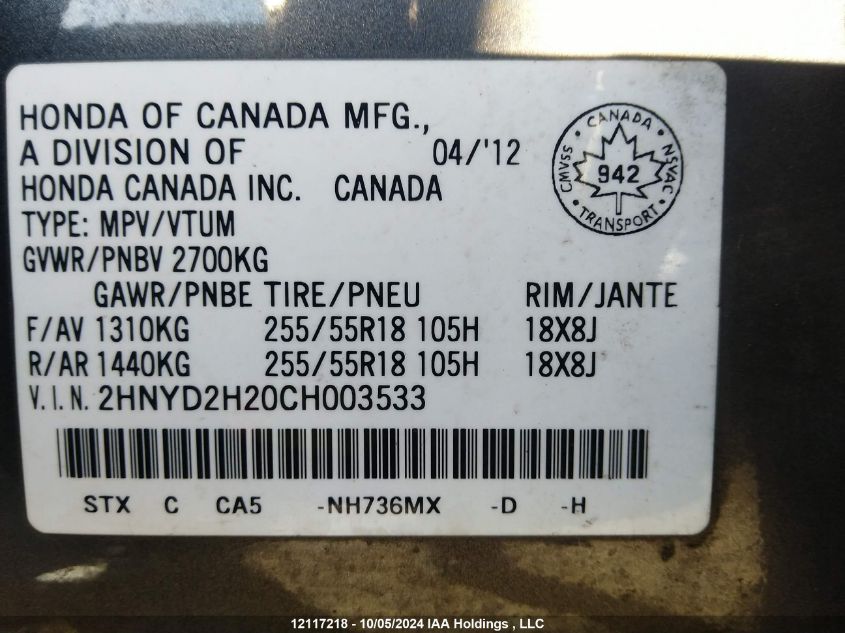 HONDA OF CANADA MFG.,
A DIVISION OF 04/'12
HONDA CANADA INC. CANADA
TYPE: MPV/VTUM
GVWR/PNBV 2700KG
GAWR/PNBE TIRE/PNEU RIM/JANTE
F/AV 1310KG 255/55R18 105H 18X8J
R/AR 1440KG 255/55R18 105H 18X8J
V.I.N. 2HNYD2H20CH003533
STX C CA5 -NH736MX -D -H
CANADA
CMVSS 942 NSVAC
TRANSPORT
12117218 - 10/05/2024 IAA Holdings , LLC